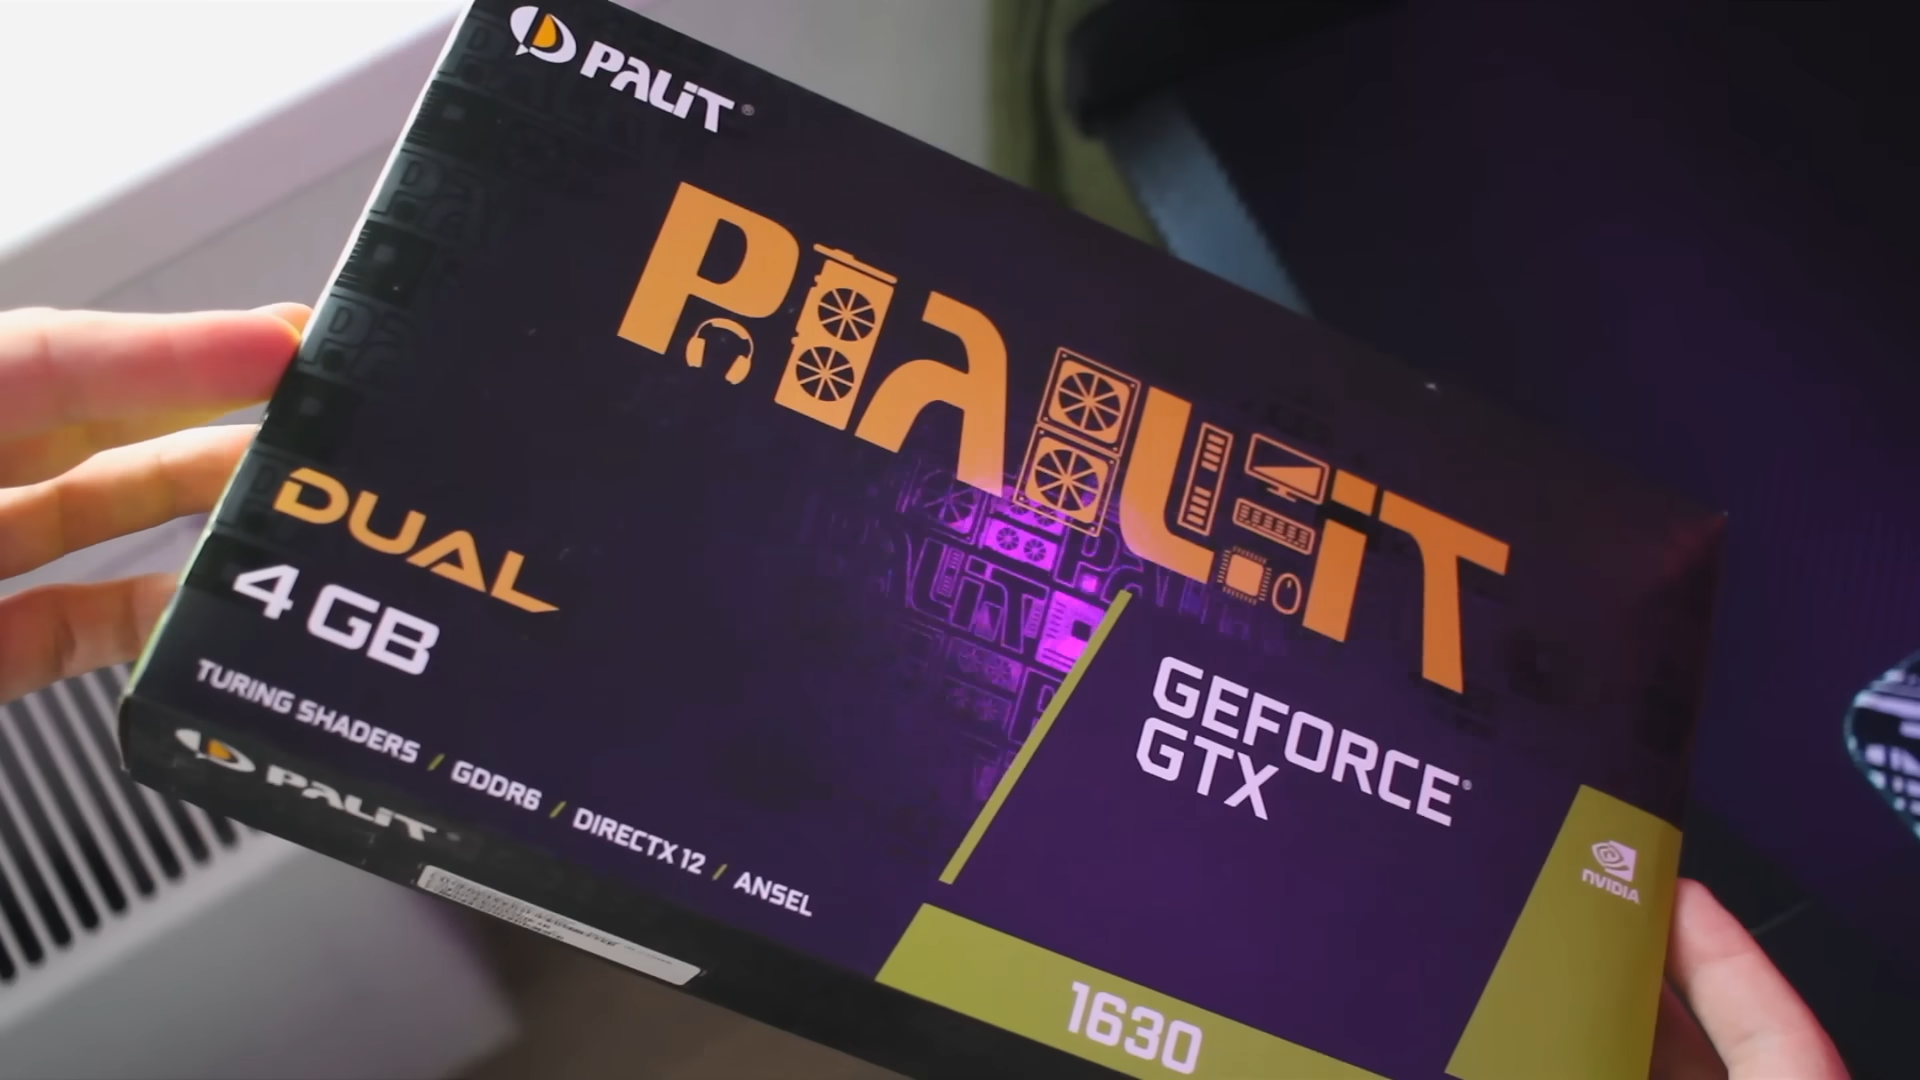 PALiT®
PALiT
DUAL
4 GB
TURING SHADERS / GDDR6 / DIRECTX 12 / ANSEL
GEFORCE®
GTX
NVIDIA
1630
PALiT